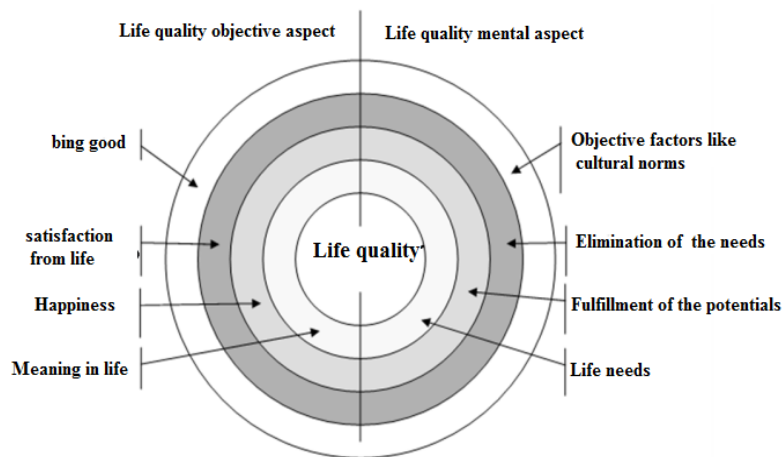 Life quality objective aspect
Life quality mental aspect
bing good
Objective factors like
cultural norms
satisfaction
from life
Elimination of the needs
Life quality
Happiness
Fulfillment of the potentials
Meaning in life
Life needs